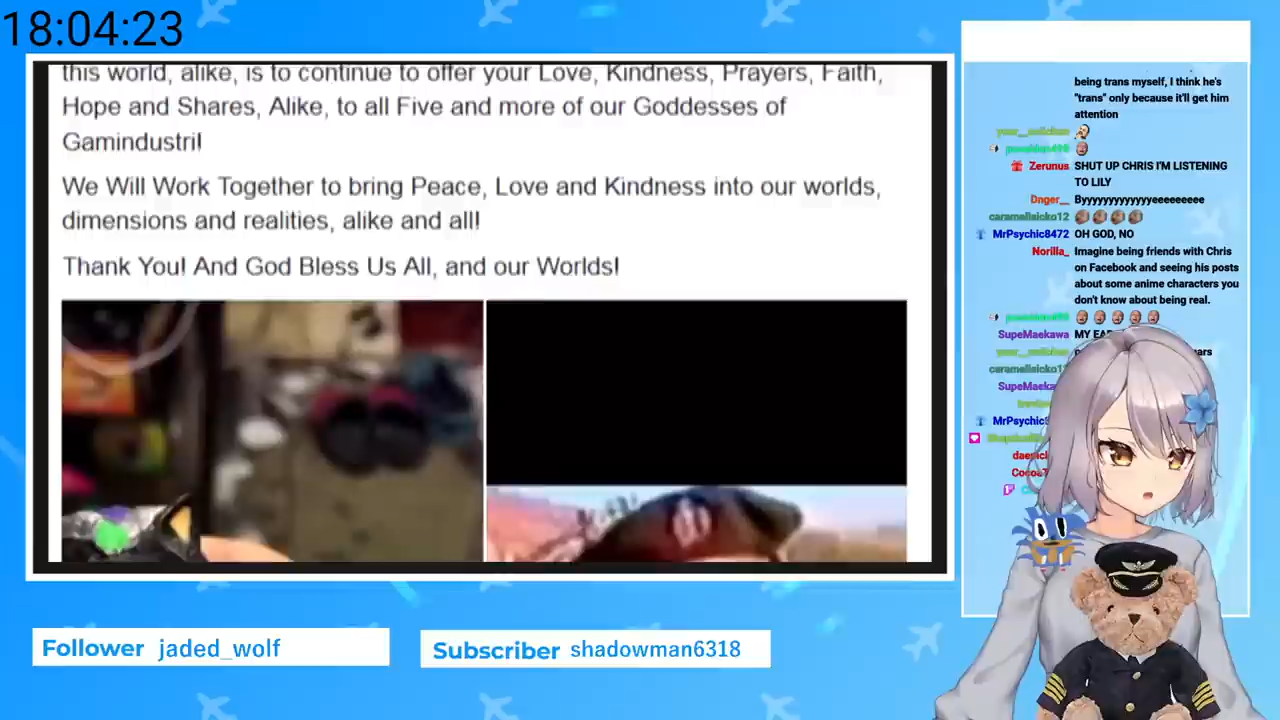 18:04:23
this world, alike, is to continue to offer your Love, Kindness, Prayers, Faith,
Hope and Shares, Alike, to all Five and more of our Goddesses of
Gamindustri!
We Will Work Together to bring Peace, Love and Kindness into our worlds,
dimensions and realities, alike and all!
Thank You! And God Bless Us All, and our Worlds!
being trans myself, I think he's
"trans" only because it'll get him
attention
Zerunus SHUT UP CHRIS I'M LISTENING
TO LILY
Dnger__ Byyyyyyyyyyyyeeeeeeeee
caramelsicko12
MrPsychic8472 OH GOD, NO
Norilla_ Imagine being friends with Chris
on Facebook and seeing his posts
about some anime characters you
don't know about being real.
SupeMaekawa MY EA
Follower jaded_wolf
Subscriber shadowman6318